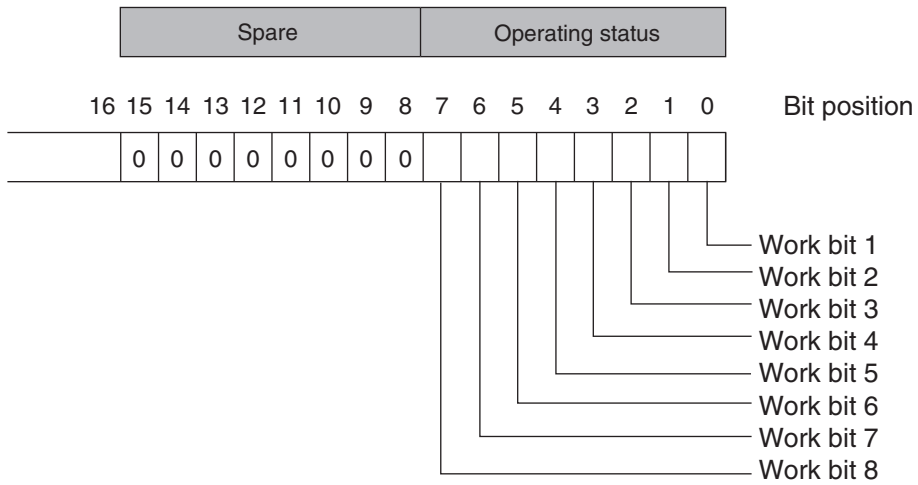 Spare Operating status
16 15 14 13 12 11 10 9 8 7 6 5 4 3 2 1 0 Bit position
0 0 0 0 0 0 0 0
Work bit 1
Work bit 2
Work bit 3
Work bit 4
Work bit 5
Work bit 6
Work bit 7
Work bit 8